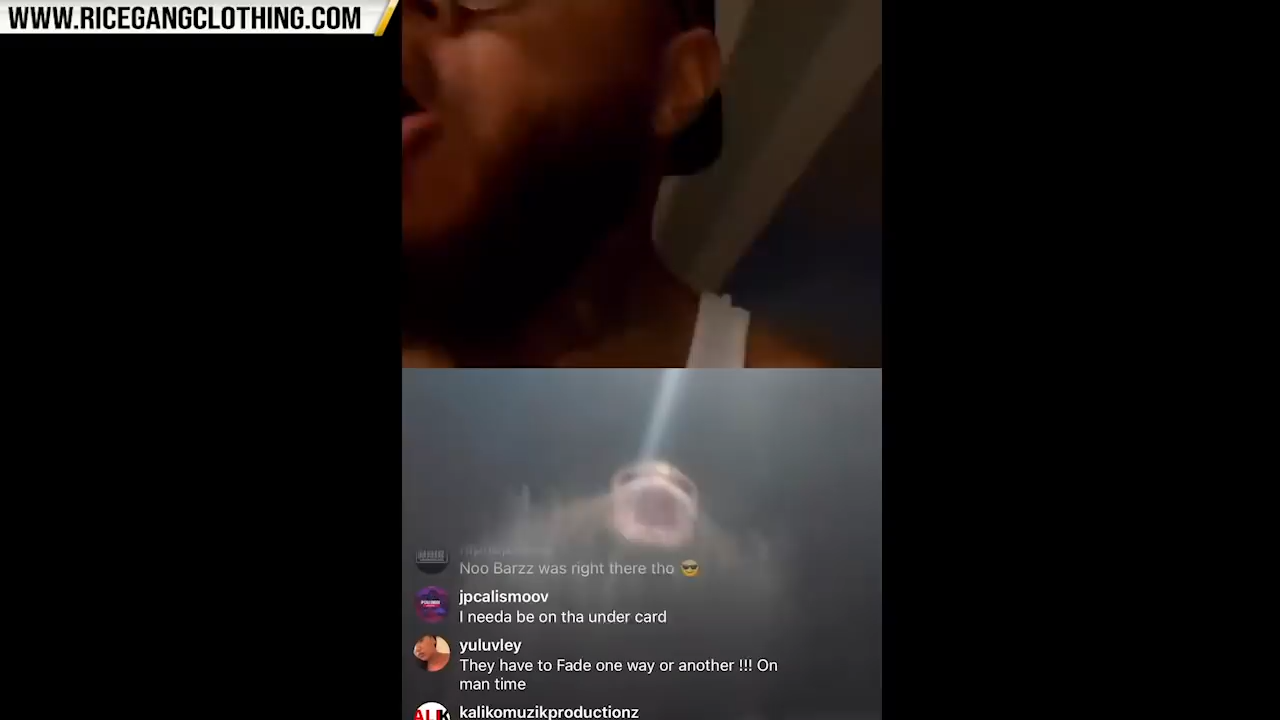 WWW.RICEGANGCLOTHING.COM
Noo Barzz was right there tho 😎
jpcalismoov
I needa be on tha under card
yuluvley
They have to Fade one way or another !!! On
man time
kalikomuzikproductionz